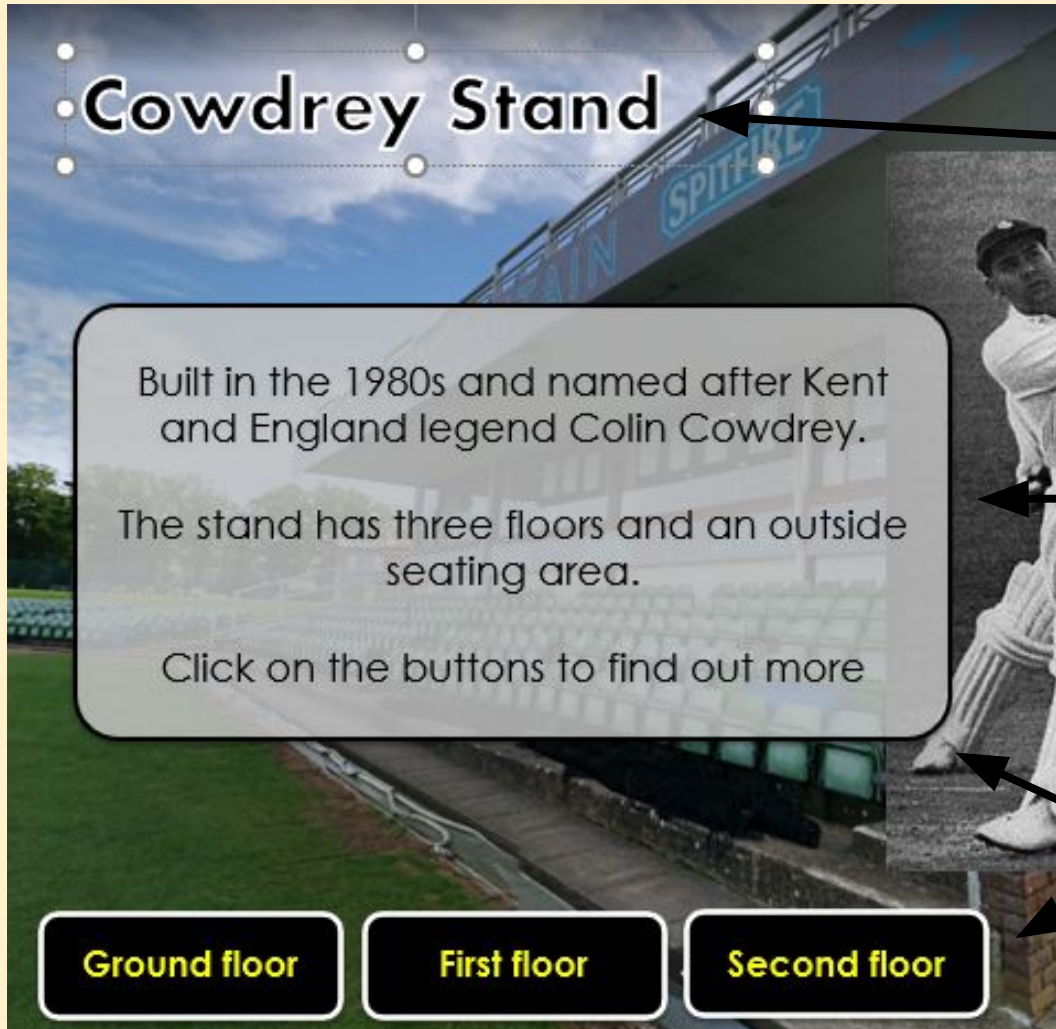 Cowdrey Stand
SPITFIRE
Built in the 1980s and named after Kent
and England legend Colin Cowdrey.
The stand has three floors and an outside
seating area.
Click on the buttons to find out more
Ground floor
First floor
Second floor